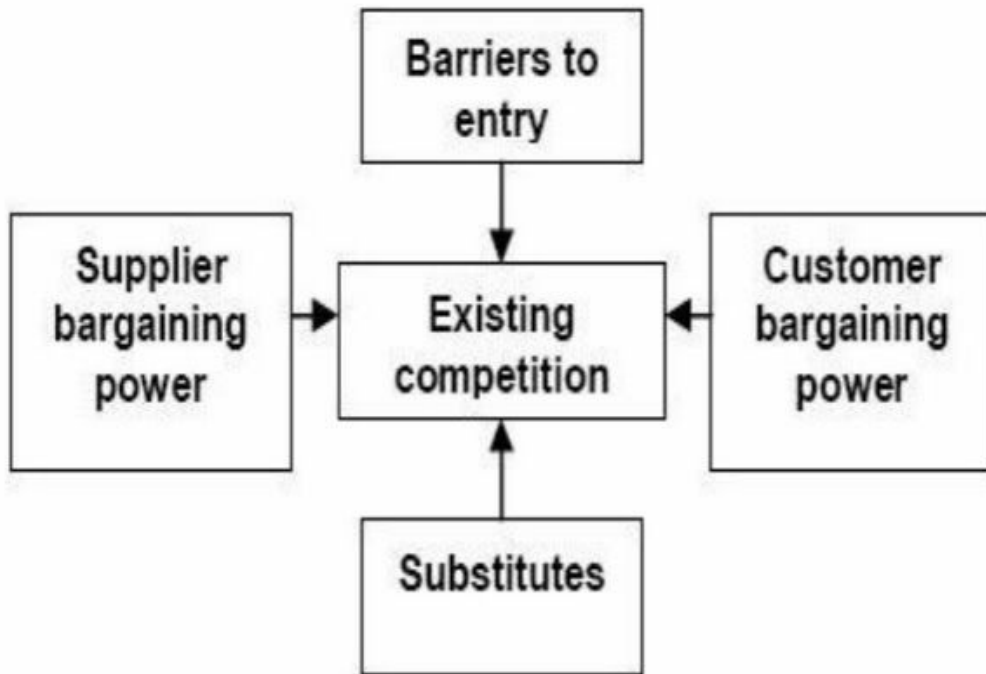 Barriers to
entry
Supplier
bargaining
power
Existing
competition
Customer
bargaining
power
Substitutes